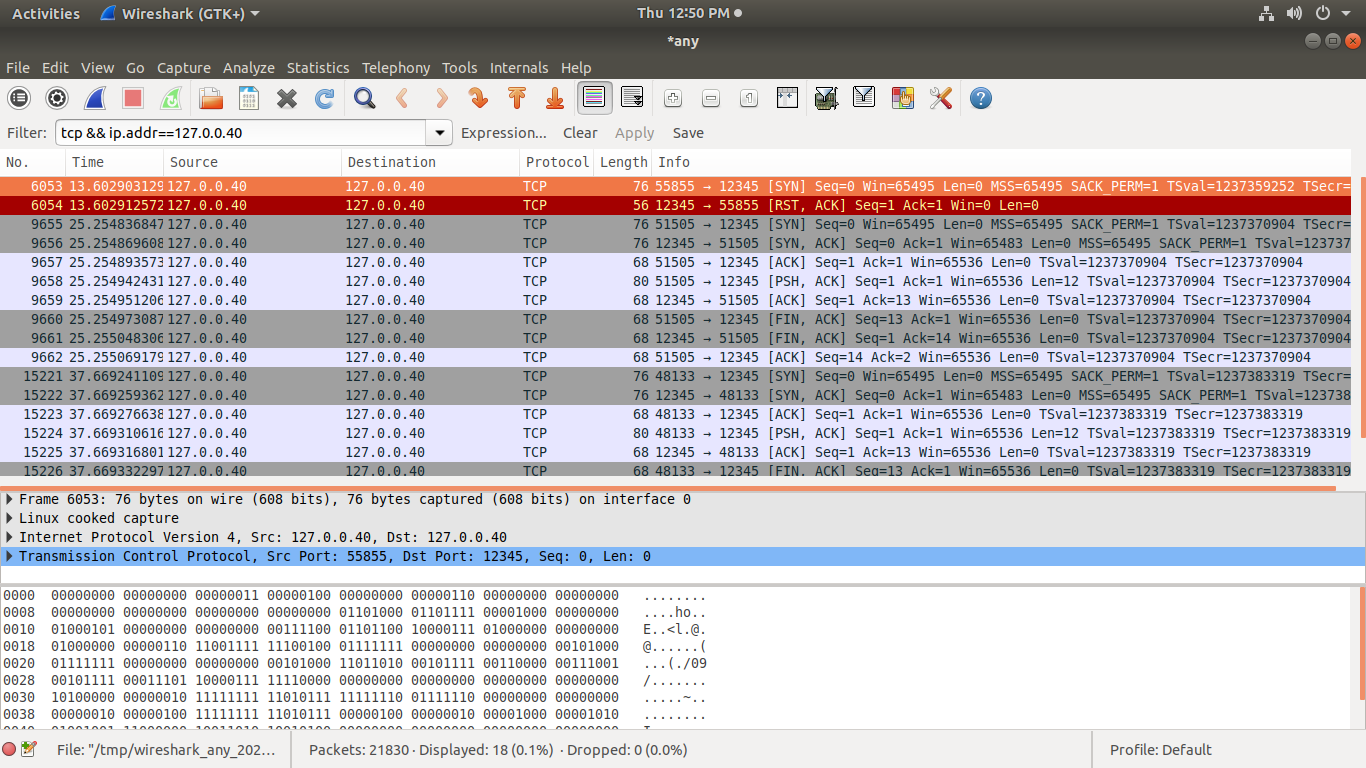 Activities Wireshark (GTK+) Thu 12:50 PM
*any
File Edit View Go Capture Analyze Statistics Telephony Tools Internals Help
Filter: tcp && ip.addr==127.0.0.40 Expression... Clear Apply Save
No. Time Source Destination Protocol Length Info
6053 13.602903129 127.0.0.40 127.0.0.40 TCP 76 55855 → 12345 [SYN] Seq=0 Win=65495 Len=0 MSS=65495 SACK_PERM=1 TSval=1237359252 TSecr=
6054 13.602912572 127.0.0.40 127.0.0.40 TCP 56 12345 → 55855 [RST, ACK] Seq=1 Ack=1 Win=0 Len=0
9655 25.254836847 127.0.0.40 127.0.0.40 TCP 76 51505 → 12345 [SYN] Seq=0 Win=65495 Len=0 MSS=65495 SACK_PERM=1 TSval=1237370904 TSecr=
9656 25.254869608 127.0.0.40 127.0.0.40 TCP 76 12345 → 51505 [SYN, ACK] Seq=0 Ack=1 Win=65483 Len=0 MSS=65495 SACK_PERM=1 TSval=12373
9657 25.254893573 127.0.0.40 127.0.0.40 TCP 68 51505 → 12345 [ACK] Seq=1 Ack=1 Win=65536 Len=0 TSval=1237370904 TSecr=1237370904
9658 25.254942431 127.0.0.40 127.0.0.40 TCP 80 51505 → 12345 [PSH, ACK] Seq=1 Ack=1 Win=65536 Len=12 TSval=1237370904 TSecr=1237370904
9659 25.254951206 127.0.0.40 127.0.0.40 TCP 68 12345 → 51505 [ACK] Seq=1 Ack=13 Win=65536 Len=0 TSval=1237370904 TSecr=1237370904
9660 25.254973087 127.0.0.40 127.0.0.40 TCP 68 51505 → 12345 [FIN, ACK] Seq=13 Ack=1 Win=65536 Len=0 TSval=1237370904 TSecr=1237370904
9661 25.255048306 127.0.0.40 127.0.0.40 TCP 68 12345 → 51505 [FIN, ACK] Seq=1 Ack=14 Win=65536 Len=0 TSval=1237370904 TSecr=1237370904
9662 25.255069179 127.0.0.40 127.0.0.40 TCP 68 51505 → 12345 [ACK] Seq=14 Ack=2 Win=65536 Len=0 TSval=1237370904 TSecr=1237370904
15221 37.669241109 127.0.0.40 127.0.0.40 TCP 76 48133 → 12345 [SYN] Seq=0 Win=65495 Len=0 MSS=65495 SACK_PERM=1 TSval=1237383319 TSecr=
15222 37.669259362 127.0.0.40 127.0.0.40 TCP 76 12345 → 48133 [SYN, ACK] Seq=0 Ack=1 Win=65483 Len=0 MSS=65495 SACK_PERM=1 TSval=12373
15223 37.669276638 127.0.0.40 127.0.0.40 TCP 68 48133 → 12345 [ACK] Seq=1 Ack=1 Win=65536 Len=0 TSval=1237383319 TSecr=1237383319
15224 37.669310616 127.0.0.40 127.0.0.40 TCP 80 48133 → 12345 [PSH, ACK] Seq=1 Ack=1 Win=65536 Len=12 TSval=1237383319 TSecr=1237383319
15225 37.669316801 127.0.0.40 127.0.0.40 TCP 68 12345 → 48133 [ACK] Seq=1 Ack=13 Win=65536 Len=0 TSval=1237383319 TSecr=1237383319
15226 37.669332297 127.0.0.40 127.0.0.40 TCP 68 48133 → 12345 [FIN, ACK] Seq=13 Ack=1 Win=65536 Len=0 TSval=1237383319 TSecr=1237383319
Frame 6053: 76 bytes on wire (608 bits), 76 bytes captured (608 bits) on interface 0
Linux cooked capture
Internet Protocol Version 4, Src: 127.0.0.40, Dst: 127.0.0.40
Transmission Control Protocol, Src Port: 55855, Dst Port: 12345, Seq: 0, Len: 0
0000 00000000 00000000 00000011 00000100 00000000 00000110 00000000 00000000 ........
0008 00000000 00000000 00000000 00000000 01101000 01101111 00001000 00000000 ....ho..
0010 01000101 00000000 00000000 00111100 01101100 10000111 01000000 00000000 E..<l.@.
0018 01000000 00000110 11001111 11100100 01111111 00000000 00000000 00101000 @......(
0020 01111111 00000000 00000000 00101000 11011010 00101111 00110000 00111001 ...(./09
0028 00101111 00011101 10000111 11110000 00000000 00000000 00000000 00000000 /.......
0030 10100000 00000010 11111111 11010111 11111110 01111110 00000000 00000000 .....~..
0038 00000010 00000100 11111111 11010111 00000100 00000010 00001000 00001010 ........
File: "/tmp/wireshark_any_202... Packets: 21830 · Displayed: 18 (0.1%) · Dropped: 0 (0.0%) Profile: Default